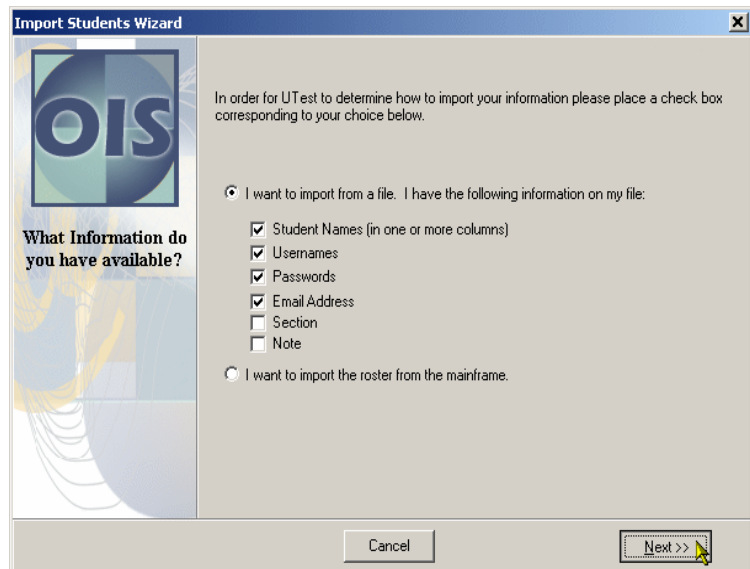 Import Students Wizard
OIS
What Information do
you have available?
In order for UTest to determine how to import your information please place a check box
corresponding to your choice below.
I want to import from a file. I have the following information on my file:
Student Names (in one or more columns)
Usernames
Passwords
Email Address
Section
Note
I want to import the roster from the mainframe.
Cancel
Next >>